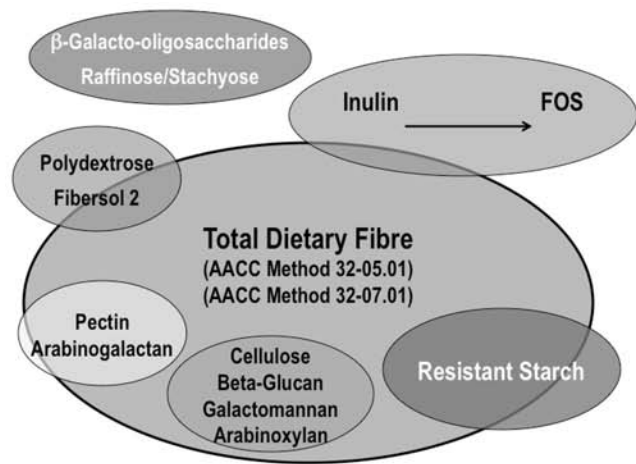 β-Galacto-oligosaccharides
Raffinose/Stachyose
Inulin FOS
Polydextrose
Fibersol 2
Total Dietary Fibre
(AACC Method 32-05.01)
(AACC Method 32-07.01)
Pectin
Arabinogalactan
Cellulose
Beta-Glucan
Galactomannan
Arabinoxylan
Resistant Starch